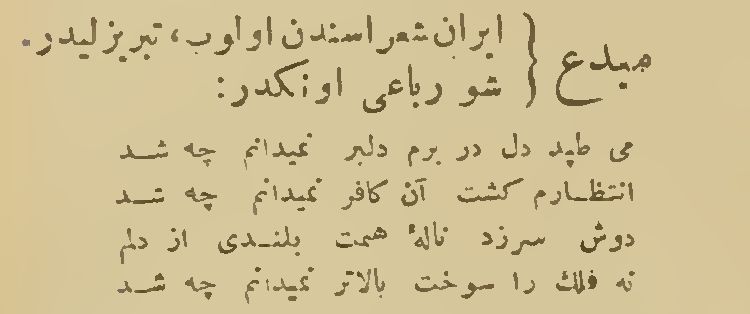 مبدع { ایران شعراسندن اولوب، تبریزلیدر.
شو رباعی اونكدر:
می طپد دل در برم دلبر نمیدانم چه شد
انتظارم کشت آن کافر نمیدانم چه شد
دوش سرزد نالهٔ همت بلندی از دلم
نه فلك را سوخت بالاتر نمیدانم چه شد